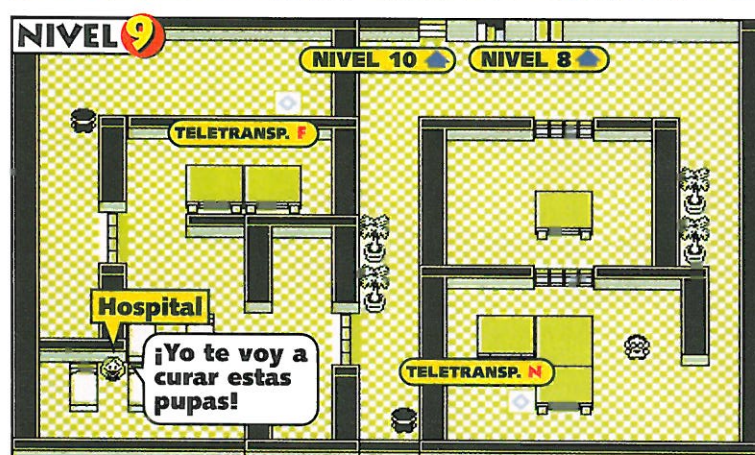 NIVEL 9
NIVEL 10
NIVEL 8
TELETRANSP. F
Hospital
¡Yo te voy a
curar estas
pupas!
TELETRANSP. N